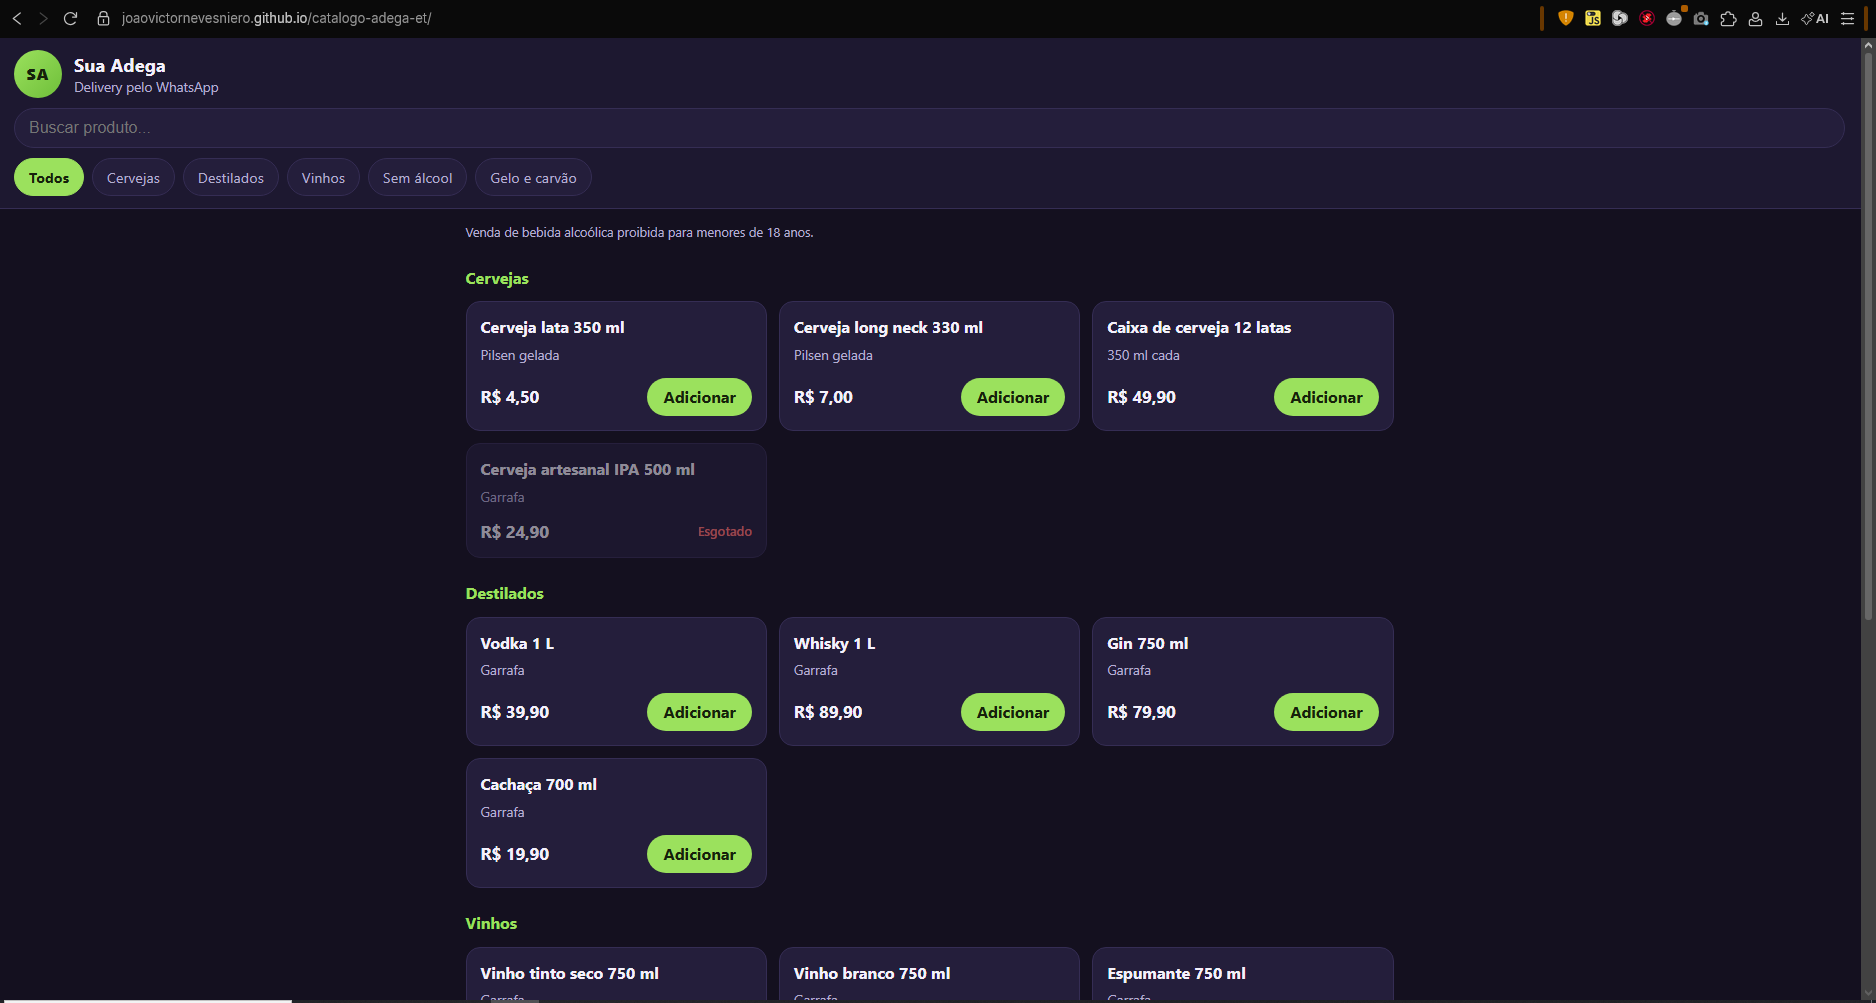 joaovictornevesniero.github.io/catalogo-adega-et/
JS
AI
SA
Sua Adega
Delivery pelo WhatsApp
Buscar produto...
Todos Cervejas Destilados Vinhos Sem álcool Gelo e carvão
Venda de bebida alcoólica proibida para menores de 18 anos.
Cervejas
Cerveja lata 350 ml
Pilsen gelada
R$ 4,50 Adicionar
Cerveja long neck 330 ml
Pilsen gelada
R$ 7,00 Adicionar
Caixa de cerveja 12 latas
350 ml cada
R$ 49,90 Adicionar
Cerveja artesanal IPA 500 ml
Garrafa
R$ 24,90 Esgotado
Destilados
Vodka 1 L
Garrafa
R$ 39,90 Adicionar
Whisky 1 L
Garrafa
R$ 89,90 Adicionar
Gin 750 ml
Garrafa
R$ 79,90 Adicionar
Cachaça 700 ml
Garrafa
R$ 19,90 Adicionar
Vinhos
Vinho tinto seco 750 ml
Garrafa
Vinho branco 750 ml
Garrafa
Espumante 750 ml
Garrafa